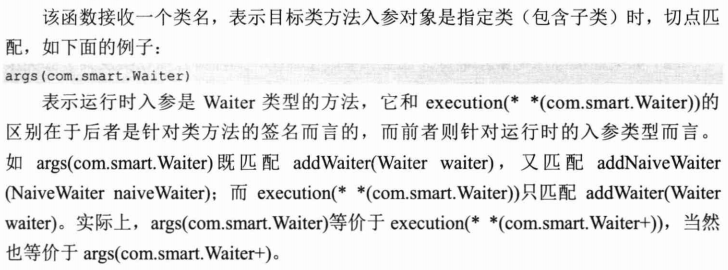 该函数接收一个类名，表示目标类方法入参对象是指定类（包含子类）时，切点匹
配，如下面的例子：
args(com.smart.Waiter)
表示运行时入参是 Waiter 类型的方法，它和 execution(* *(com.smart.Waiter))的
区别在于后者是针对类方法的签名而言的，而前者则针对运行时的入参类型而言。
如 args(com.smart.Waiter)既匹配 addWaiter(Waiter waiter)，又匹配 addNaiveWaiter
(NaiveWaiter naiveWaiter)；而 execution(* *(com.smart.Waiter))只匹配 addWaiter(Waiter
waiter)。实际上，args(com.smart.Waiter)等价于 execution(* *(com.smart.Waiter+))，当然
也等价于 args(com.smart.Waiter+)。